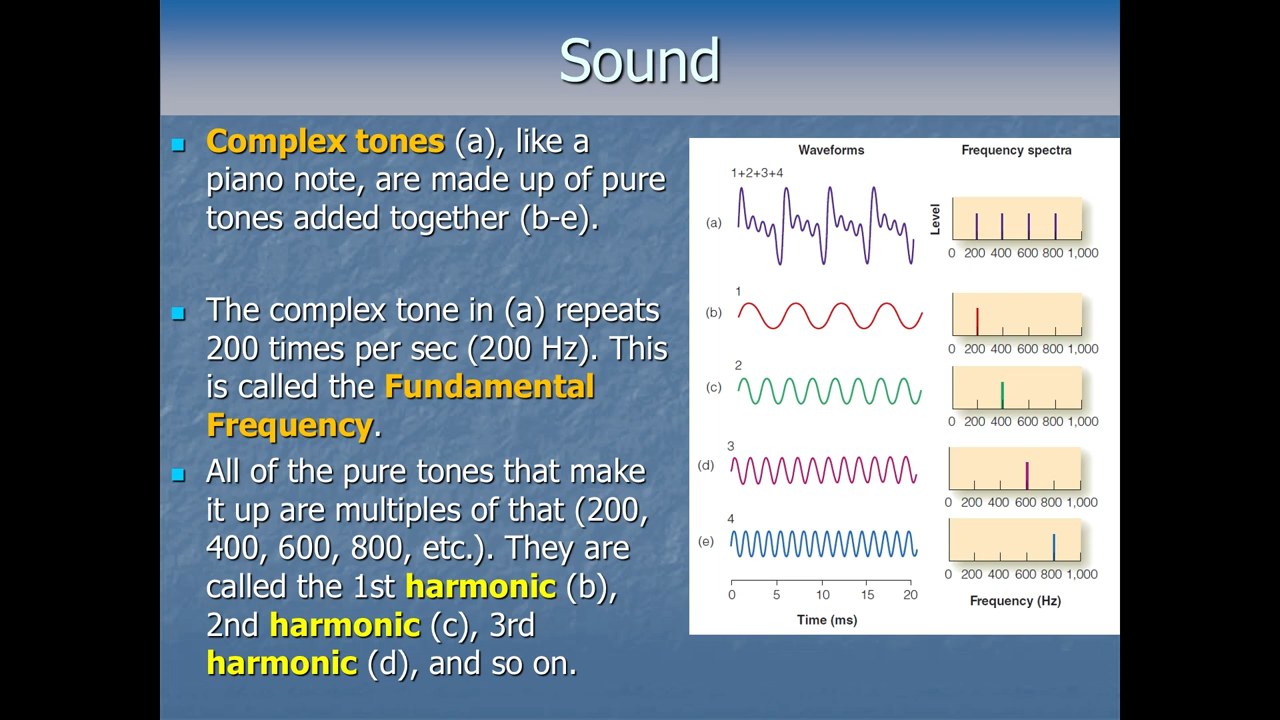 Sound
Complex tones (a), like a
piano note, are made up of pure
tones added together (b-e).
The complex tone in (a) repeats
200 times per sec (200 Hz). This
is called the Fundamental
Frequency.
All of the pure tones that make
it up are multiples of that (200,
400, 600, 800, etc.). They are
called the 1st harmonic (b),
2nd harmonic (c), 3rd
harmonic (d), and so on.
Waveforms
Frequency spectra
1+2+3+4
(a)
Level
0 200 400 600 800 1,000
1
(b)
0 200 400 600 800 1,000
2
(c)
0 200 400 600 800 1,000
3
(d)
0 200 400 600 800 1,000
4
(e)
0 200 400 600 800 1,000
0 5 10 15 20
Time (ms)
Frequency (Hz)